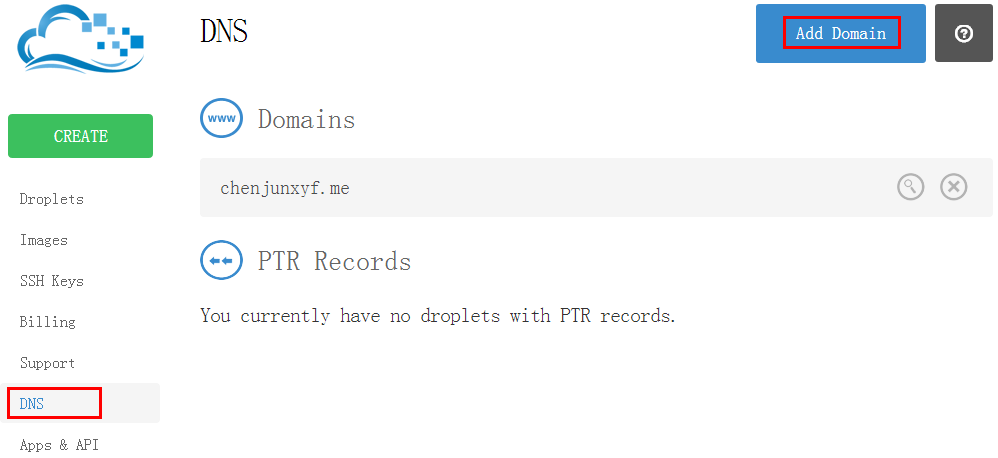 DNS
Add Domain
?
CREATE
Droplets
Images
SSH Keys
Billing
Support
DNS
Apps & API
www
Domains
chenjunxyf.me
PTR Records
You currently have no droplets with PTR records.